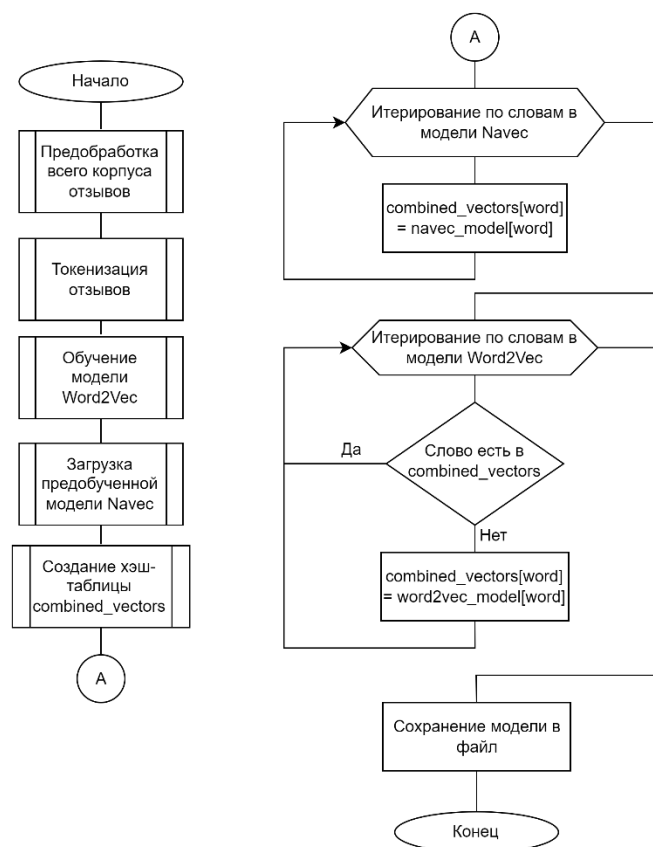 Начало
Предобработка
всего корпуса
отзывов
Токенизация
отзывов
Обучение
модели
Word2Vec
Загрузка
предобученной
модели Navec
Создание хэш-
таблицы
combined_vectors
А
А
Итерирование по словам в
модели Navec
combined_vectors[word]
= navec_model[word]
Итерирование по словам в
модели Word2Vec
Да
Слово есть в
combined_vectors
Нет
combined_vectors[word]
= word2vec_model[word]
Сохранение модели в
файл
Конец